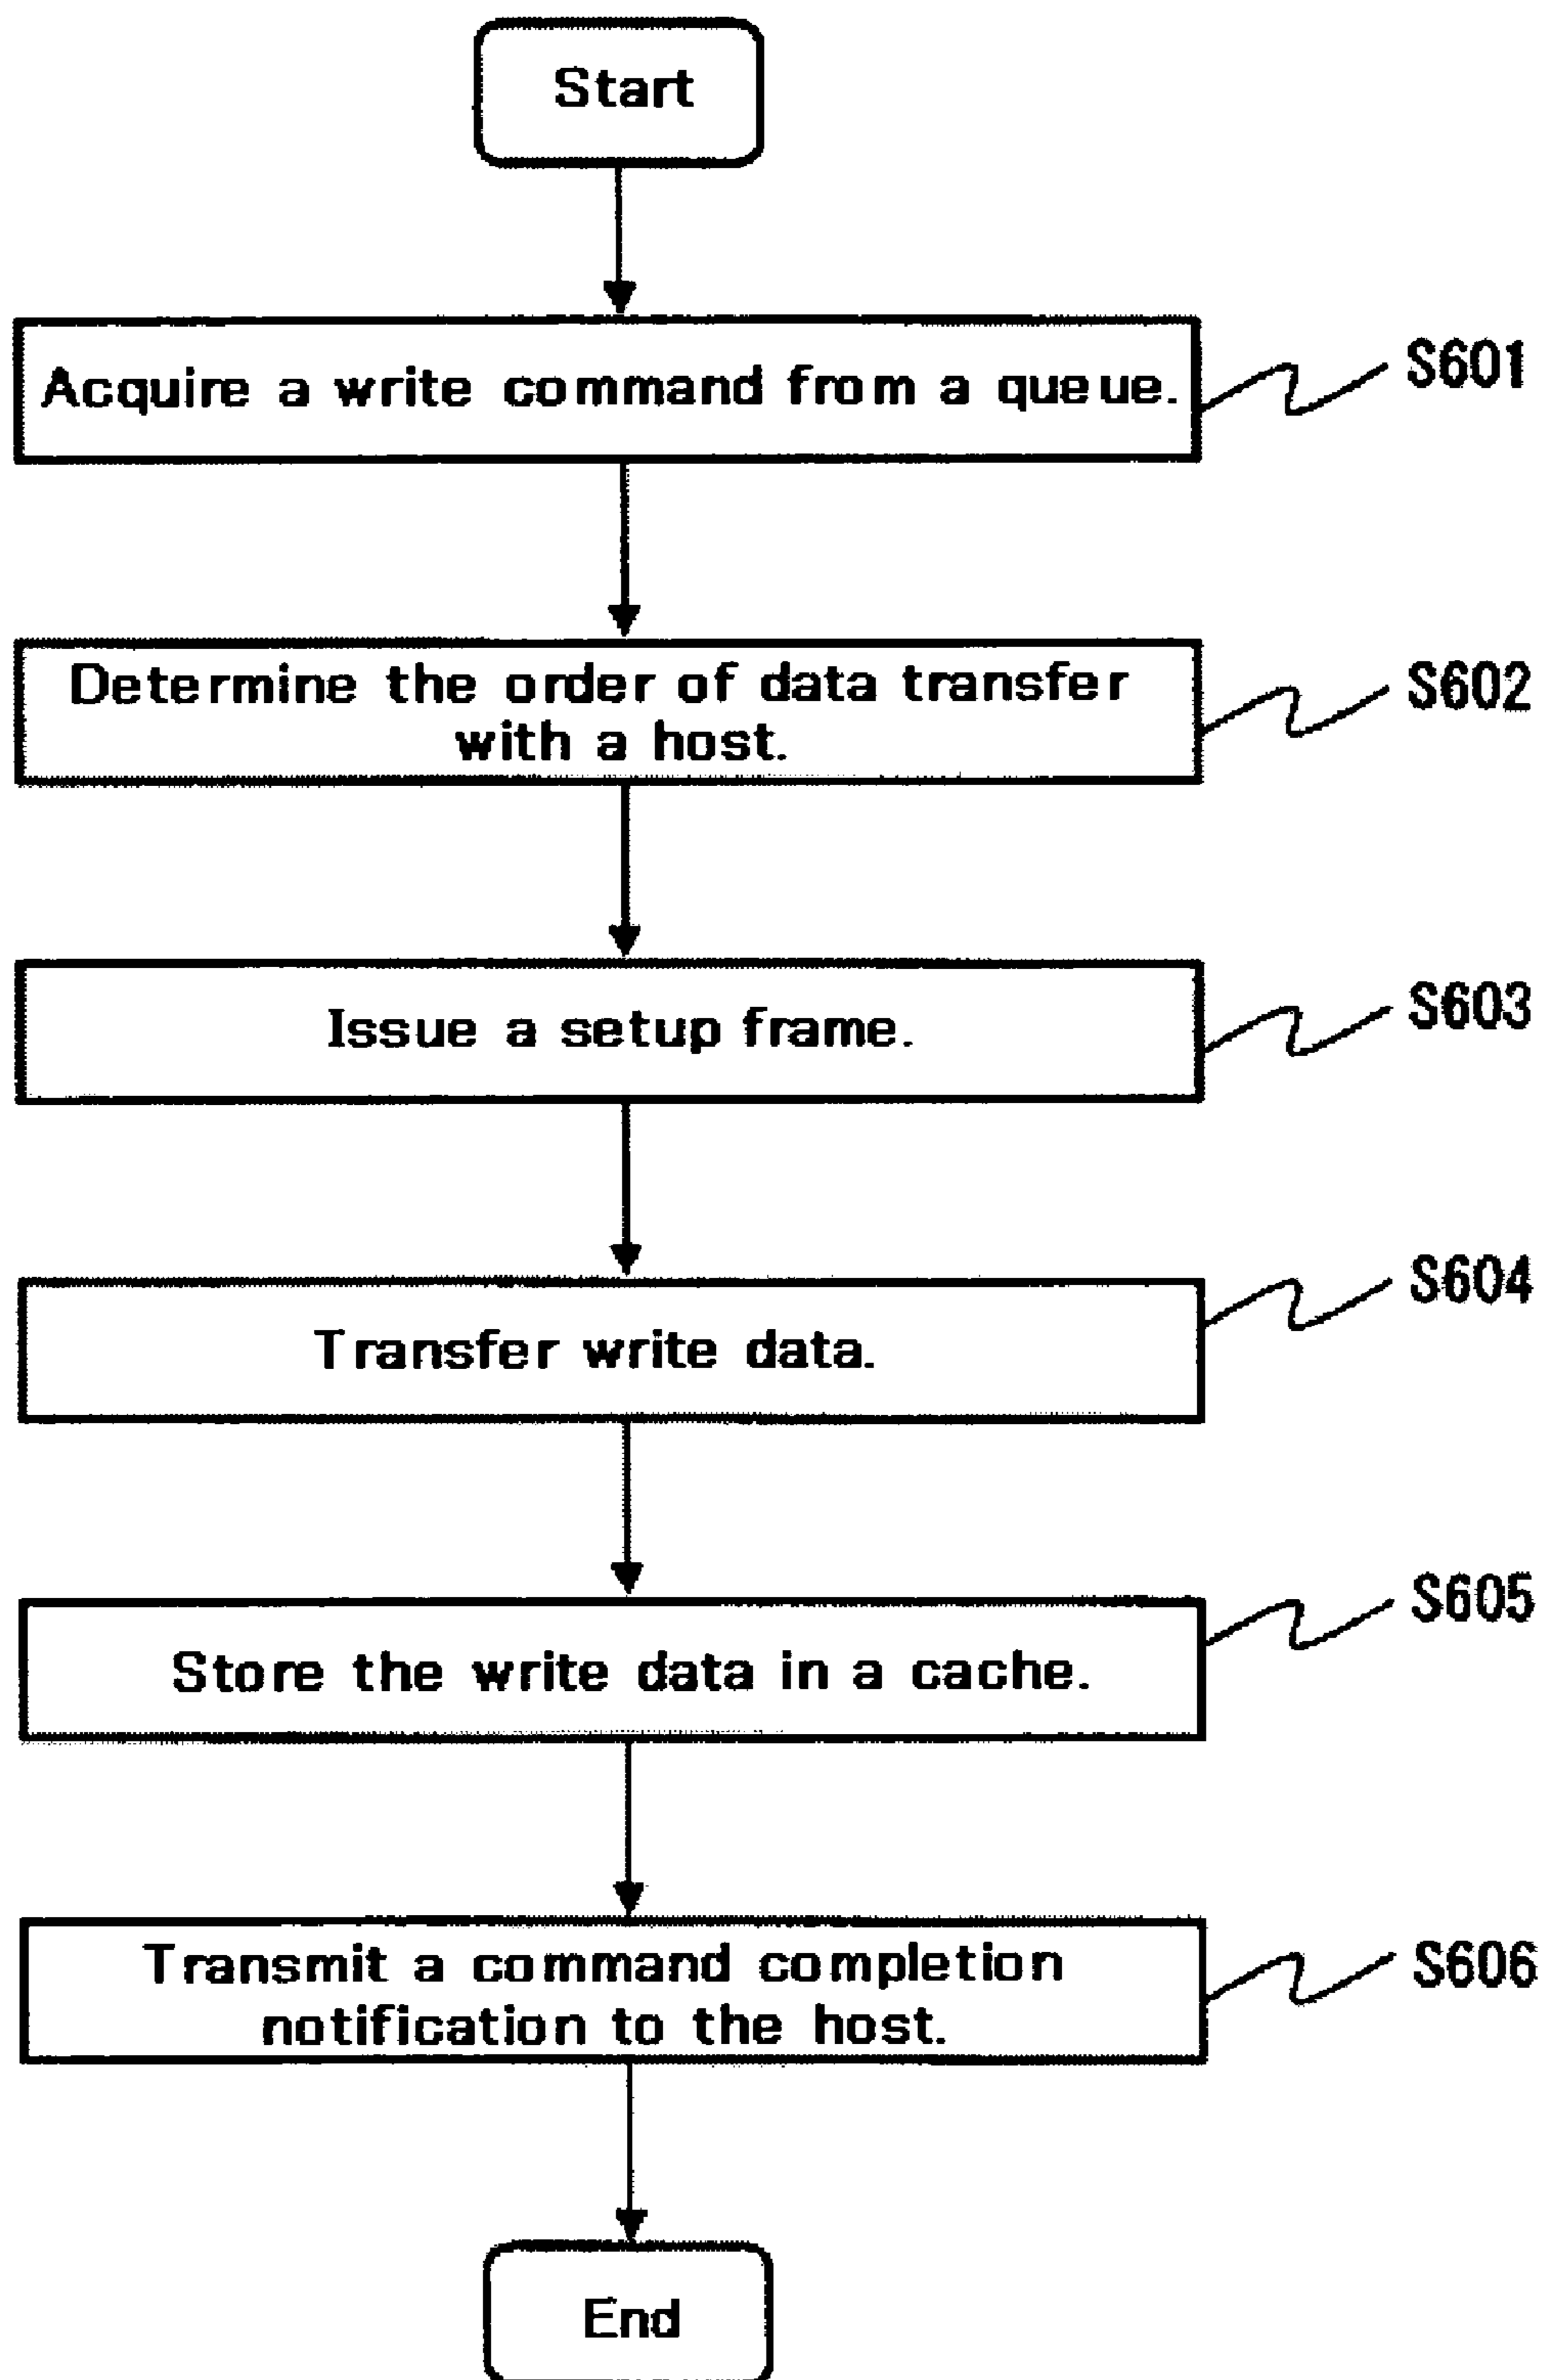 Start
Acquire a write command from a queue.
S601
Determine the order of data transfer
with a host.
S602
Issue a setup frame.
S603
Transfer write data.
S604
Store the write data in a cache.
S605
Transmit a command completion
notification to the host.
S606
End